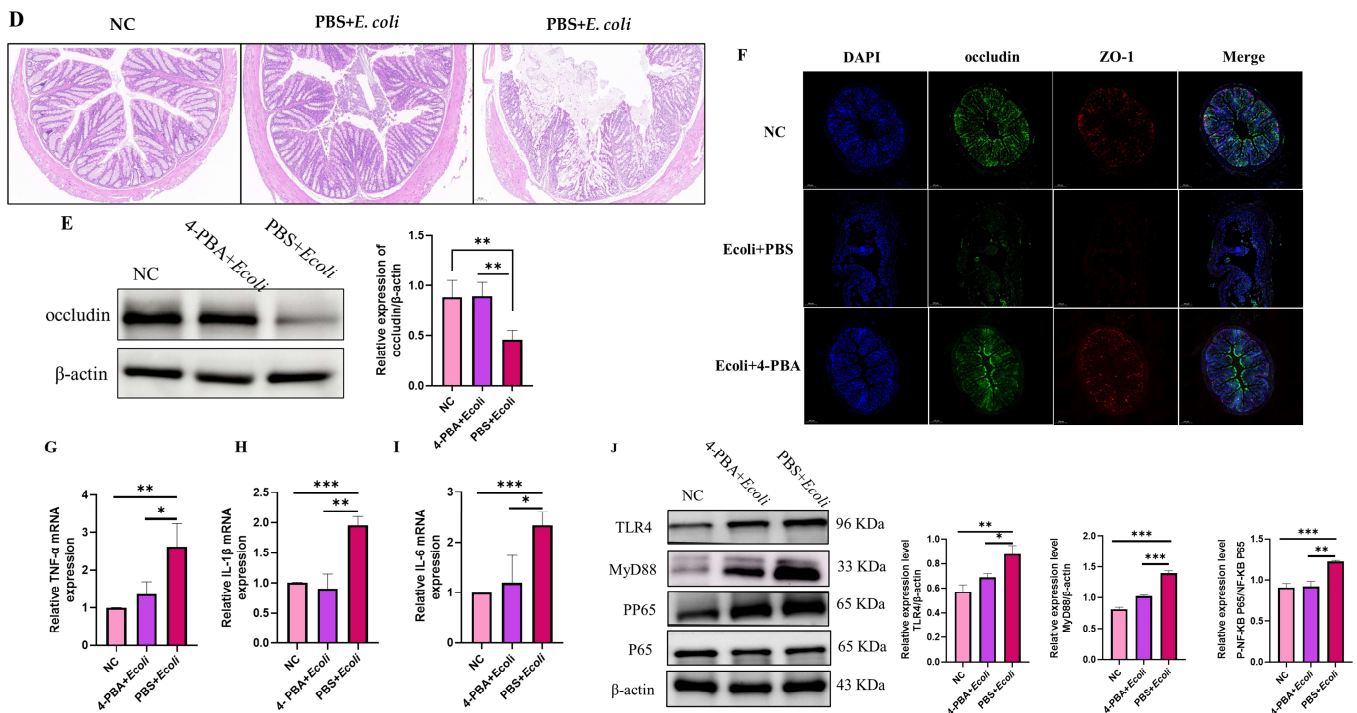 D
NC
PBS+E. coli
PBS+E. coli
E
NC
4-PBA+Ecoli
PBS+Ecoli
occludin
β-actin
Relative expression of
occludin/β-actin
1.5
1.0
0.5
0.0
**
**
NC
4-PBA+Ecoli
PBS+Ecoli
F
DAPI
occludin
ZO-1
Merge
NC
Ecoli+PBS
Ecoli+4-PBA
G
Relative TNF-α mRNA
expression
4
3
2
1
0
**
*
NC
4-PBA+Ecoli
PBS+Ecoli
H
Relative IL-1β mRNA
expression
2.5
2.0
1.5
1.0
0.5
0.0
***
**
NC
4- PBA+Ecoli
PBS+Ecoli
I
Relative IL-6 mRNA
expression
3
2
1
0
***
*
NC
4-PBA+Ecoli
PBS+Ecoli
J
NC
4-PBA+Ecoli
PBS+Ecoli
TLR4
96 KDa
MyD88
33 KDa
PP65
65 KDa
P65
65 KDa
β-actin
43 KDa
Relative expression level
TLR4/β-actin
1.0
0.8
0.6
0.4
0.2
0.0
**
*
NC
4-PBA+Ecoli
PBS+Ecoli
Relative expression level
MyD88/β-actin
2.0
1.5
1.0
0.5
0.0
***
***
NC
4-PBA+Ecoli
PBS+Ecoli
Relative expression level
P-NF-KB P65/NF-KB P65
1.5
1.0
0.5
0.0
***
**
NC
4-PBA+Ecoli
PBS+Ecoli